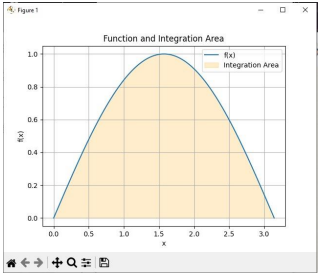 Figure 1
Function and Integration Area
f(x)
Integration Area
1.0
0.8
0.6
0.4
0.2
0.0
f(x)
0.0 0.5 1.0 1.5 2.0 2.5 3.0
x